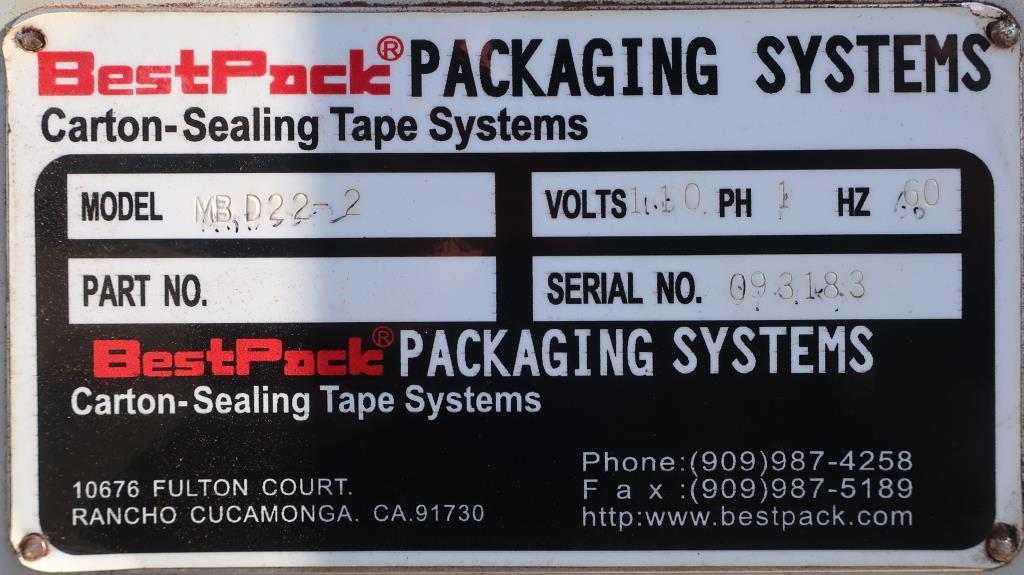 BestPack® PACKAGING SYSTEMS
Carton-Sealing Tape Systems
MODEL MBD22-2
VOLTS 110 PH 1 HZ 60
PART NO.
SERIAL NO. 093183
BestPack® PACKAGING SYSTEMS
Carton-Sealing Tape Systems
10676 FULTON COURT.
RANCHO CUCAMONGA. CA.91730
Phone:(909)987-4258
Fax:(909)987-5189
http:www.bestpack.com